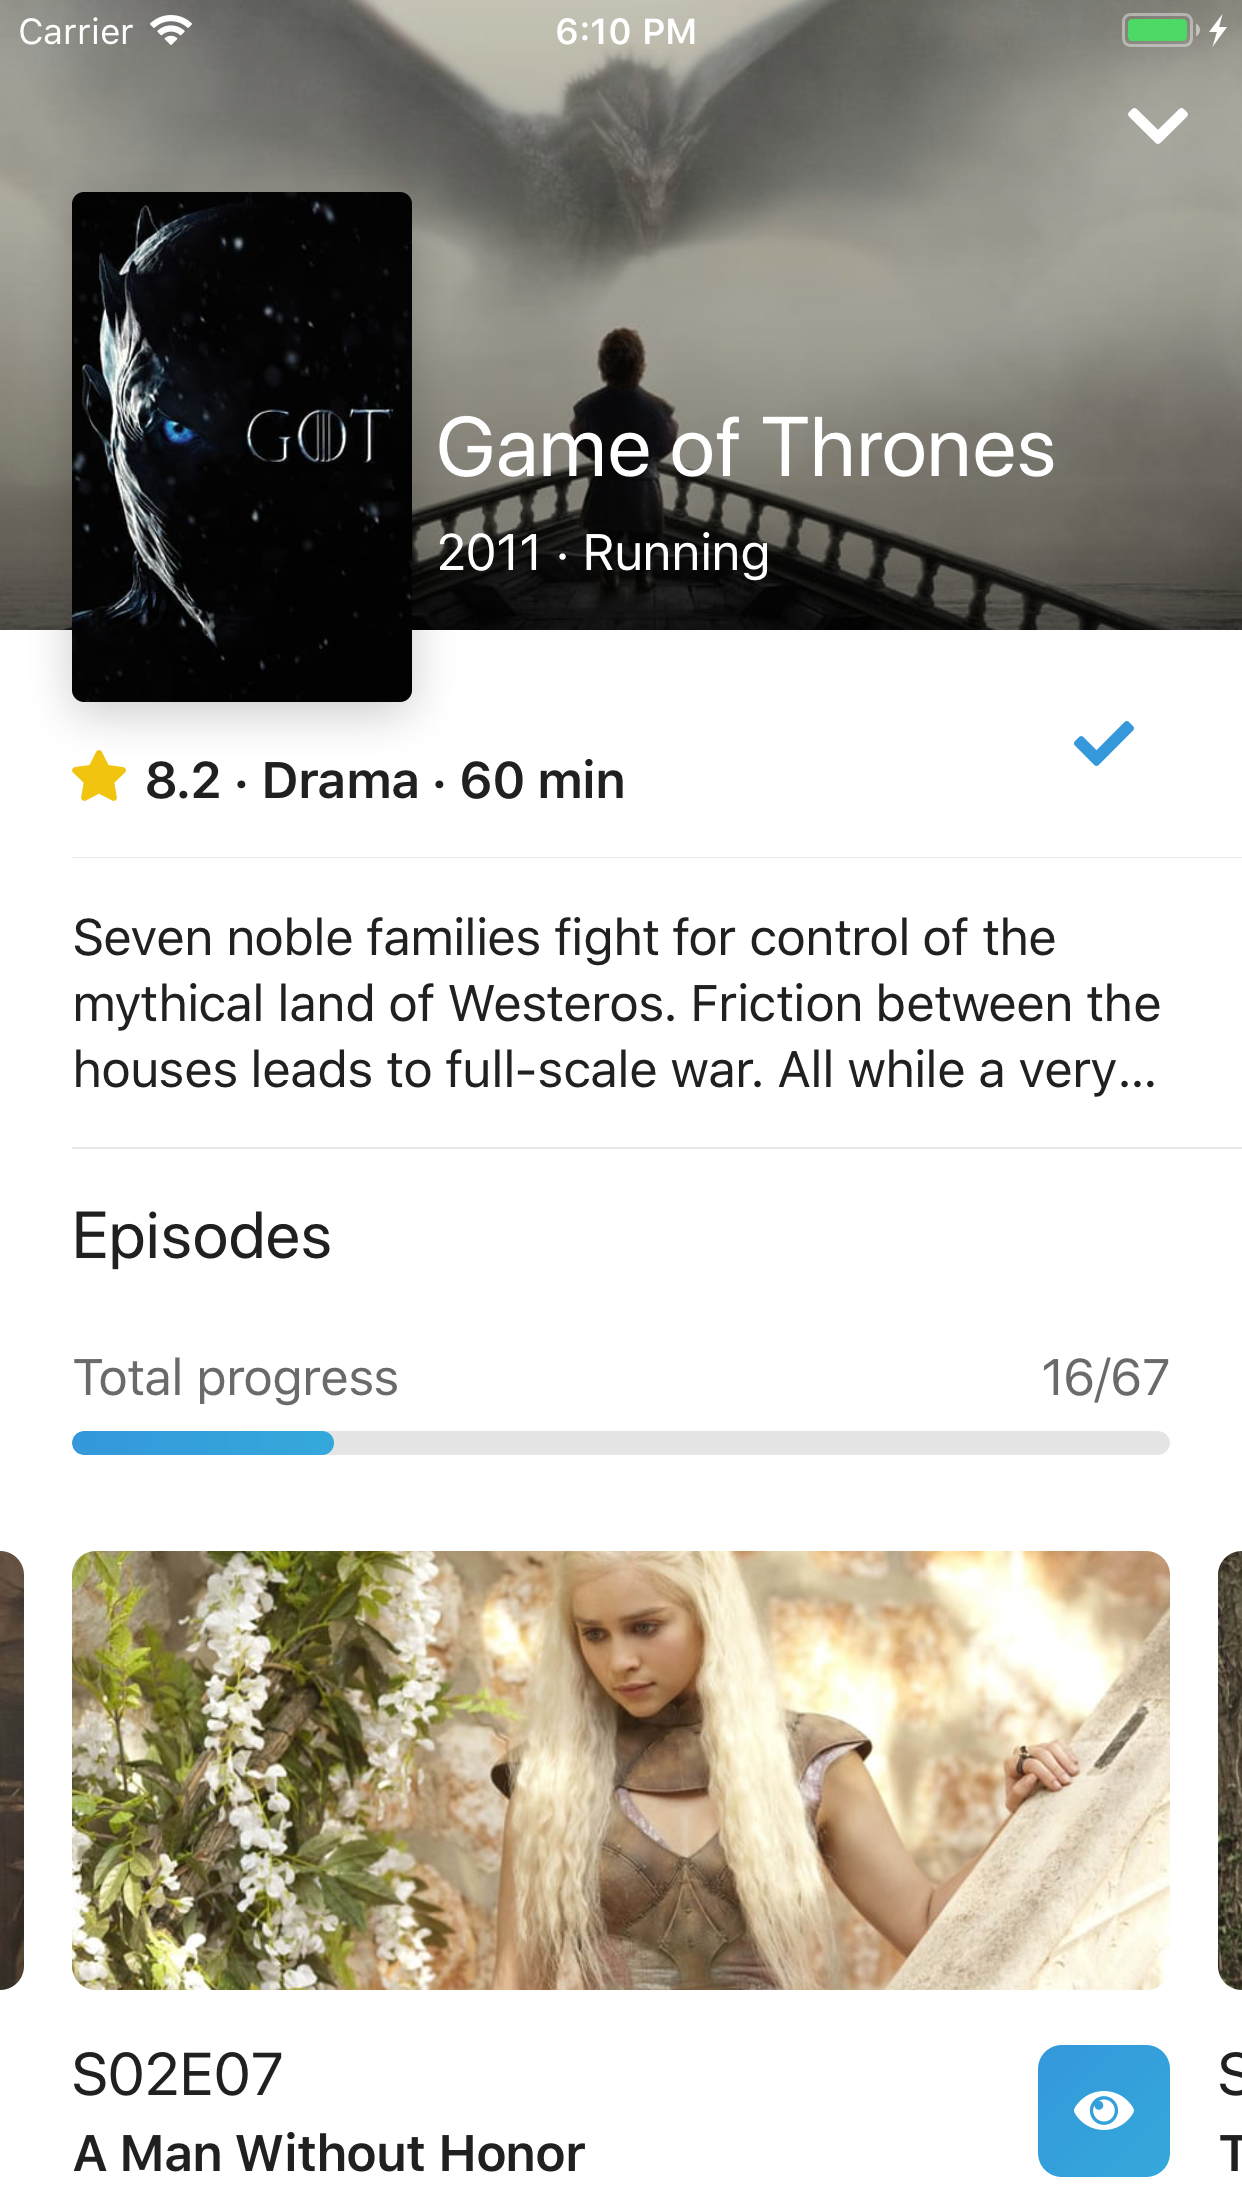 Carrier
6:10 PM
GOT
Game of Thrones
2011 · Running
8.2 · Drama · 60 min
Seven noble families fight for control of the
mythical land of Westeros. Friction between the
houses leads to full-scale war. All while a very...
Episodes
Total progress
16/67
S02E07
A Man Without Honor
S
T